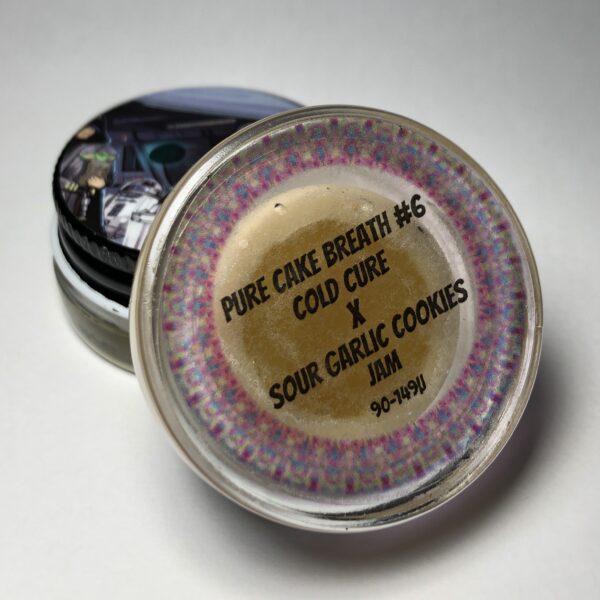 PURE CAKE BREATH #6
COLD CURE
X
SOUR GARLIC COOKIES
JAM
90-149U